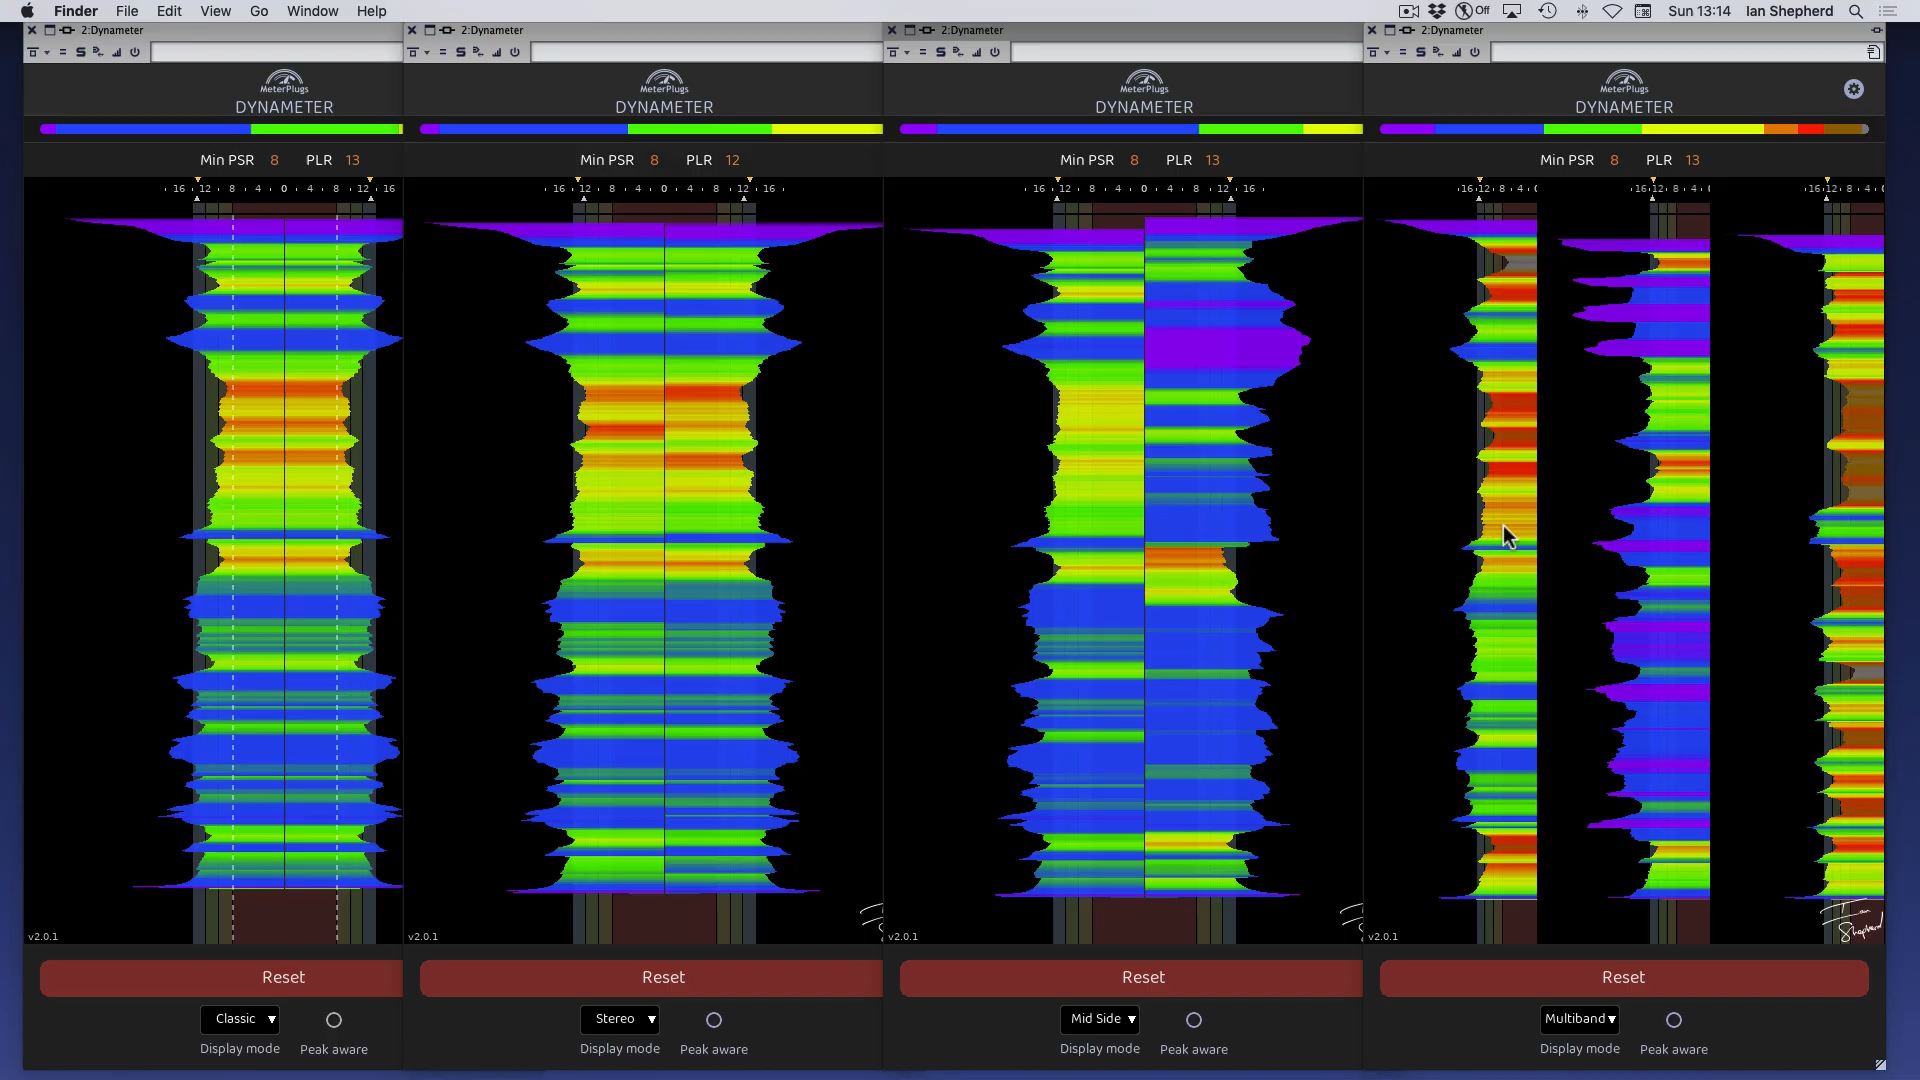 Finder File Edit View Go Window Help
Off Sun 13:14 Ian Shepherd
2:Dynameter 2:Dynameter 2:Dynameter 2:Dynameter
MeterPlugs MeterPlugs MeterPlugs MeterPlugs
DYNAMETER DYNAMETER DYNAMETER DYNAMETER
Min PSR 8 PLR 13 Min PSR 8 PLR 12 Min PSR 8 PLR 13 Min PSR 8 PLR 13
16 12 8 4 0 4 8 12 16 16 12 8 4 0 4 8 12 16 16 12 8 4 0 4 8 12 16 16 12 8 4 0 16 12 8 4 16 12 8 4
Ian
Shepherd
v2.0.1 v2.0.1 v2.0.1 v2.0.1
Reset Reset Reset Reset
Classic Stereo Mid Side Multiband
Display mode Peak aware Display mode Peak aware Display mode Peak aware Display mode Peak aware